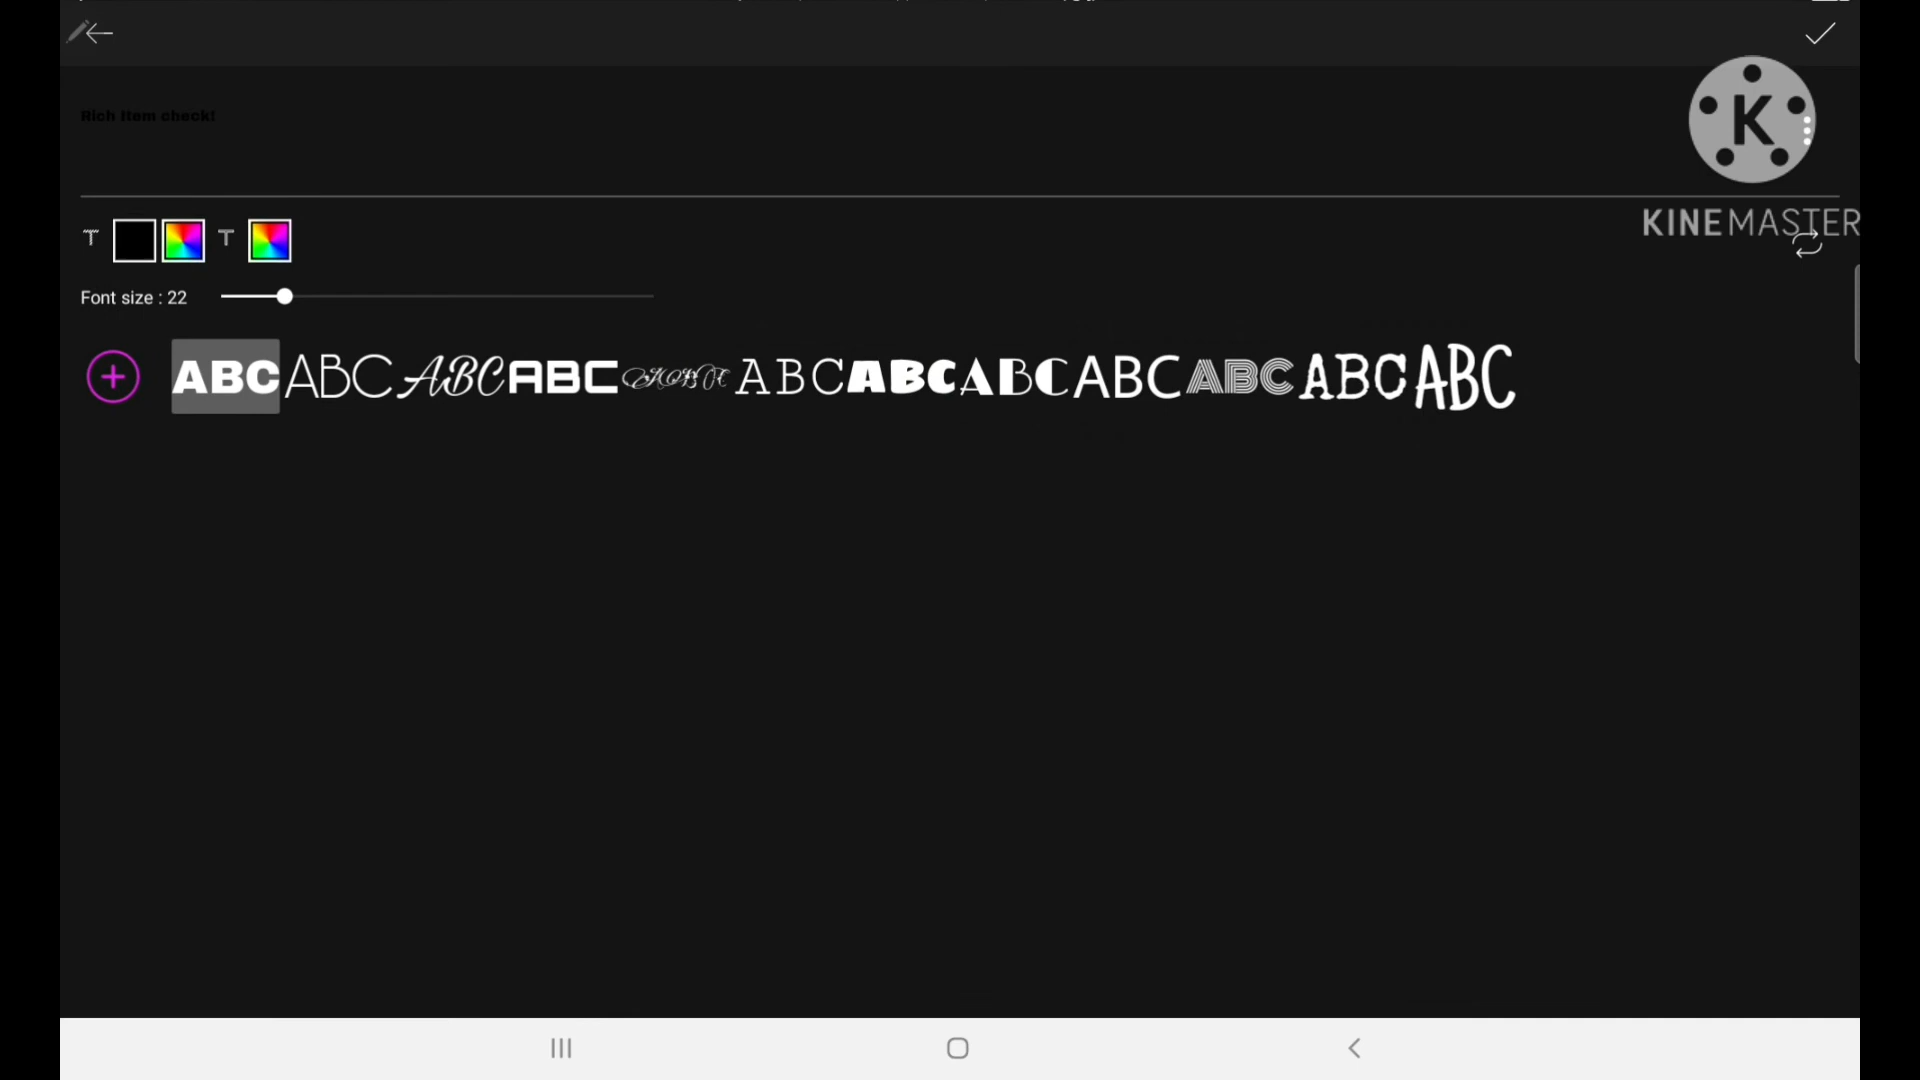 Rich item check!
K
KINEMASTER
T T
Font size : 22
ABC ABC ABC ABC ABC ABC ABC ABC ABC ABC ABC ABC